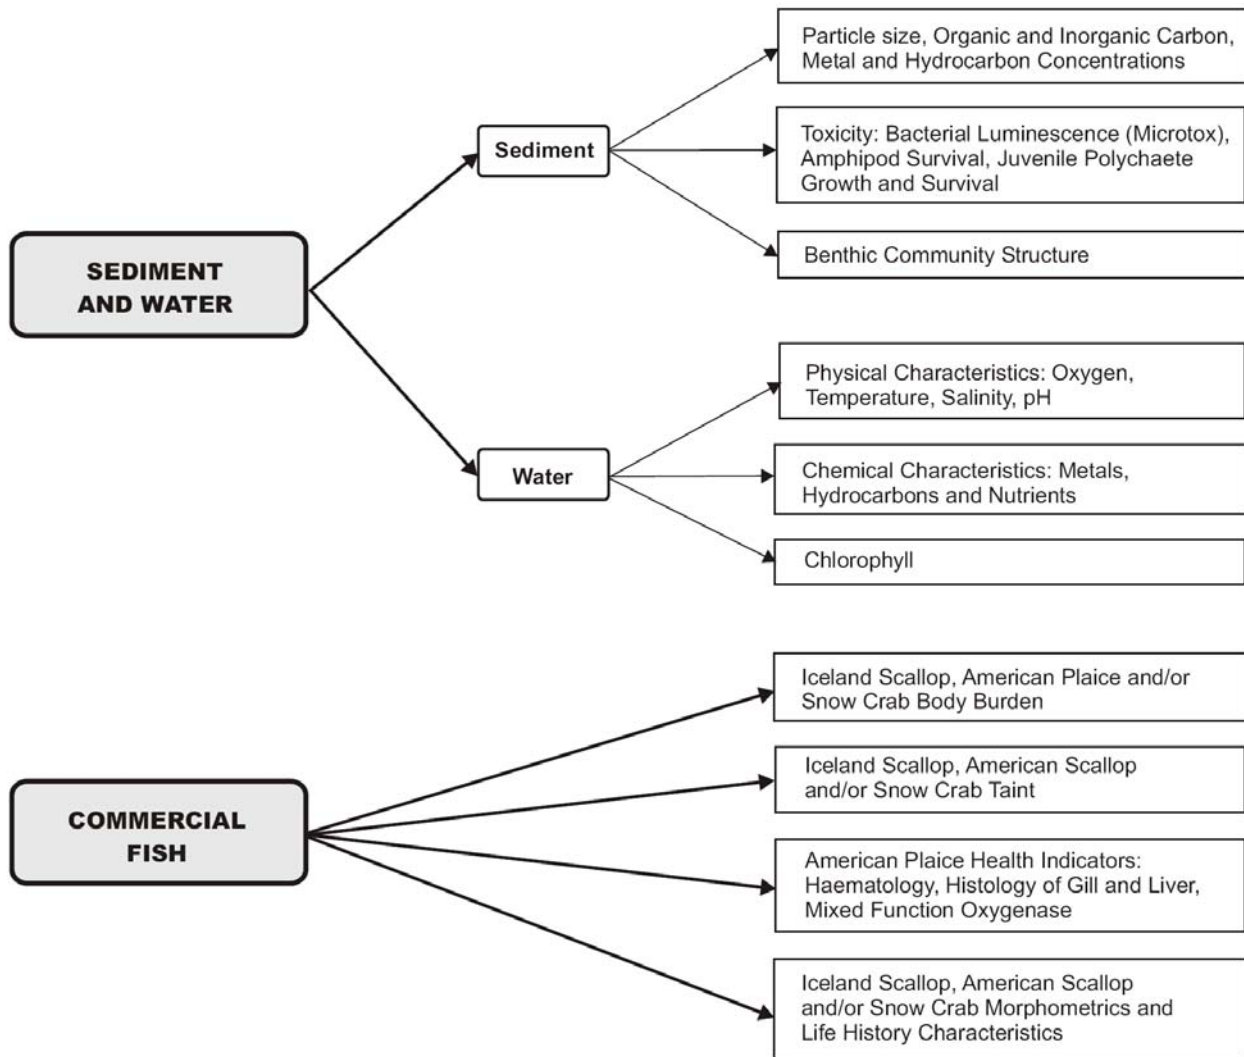 Particle size, Organic and Inorganic Carbon,
Metal and Hydrocarbon Concentrations
Sediment
Toxicity: Bacterial Luminescence (Microtox),
Amphipod Survival, Juvenile Polychaete
Growth and Survival
Benthic Community Structure
SEDIMENT
AND WATER
Physical Characteristics: Oxygen,
Temperature, Salinity, pH
Water
Chemical Characteristics: Metals,
Hydrocarbons and Nutrients
Chlorophyll
Iceland Scallop, American Plaice and/or
Snow Crab Body Burden
Iceland Scallop, American Scallop
and/or Snow Crab Taint
COMMERCIAL
FISH
American Plaice Health Indicators:
Haematology, Histology of Gill and Liver,
Mixed Function Oxygenase
Iceland Scallop, American Scallop
and/or Snow Crab Morphometrics and
Life History Characteristics